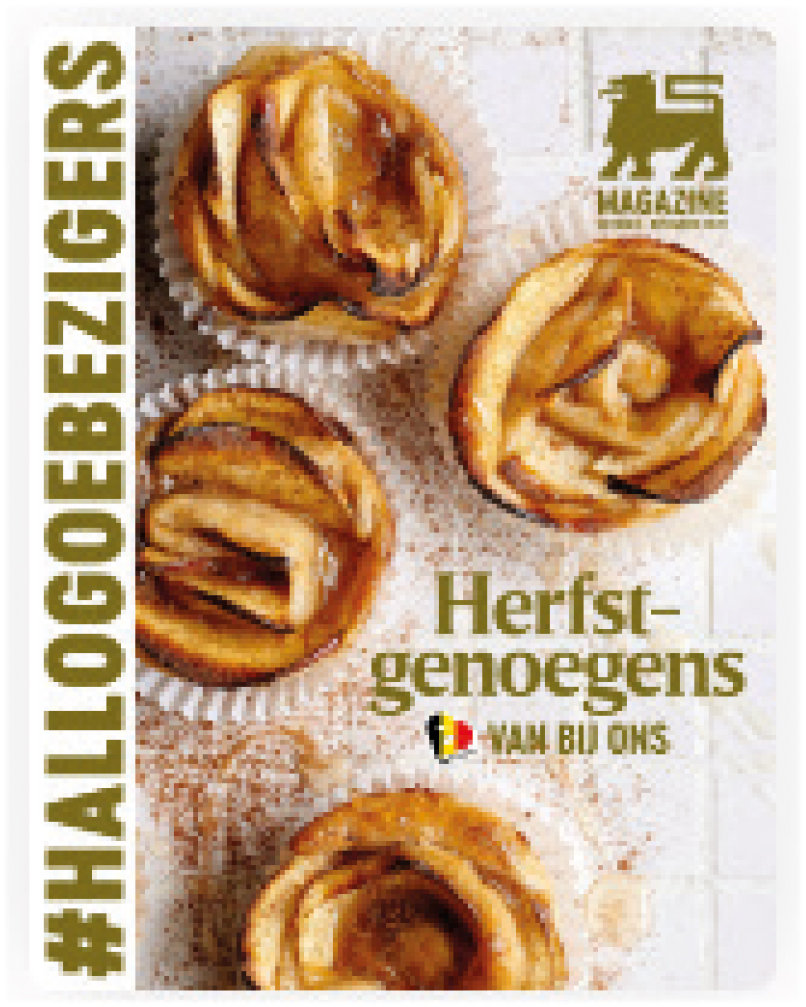 #HALLOGOEBEZIGERS
MAGAZINE
Herfst-
genoegens
VAN BIJ ONS